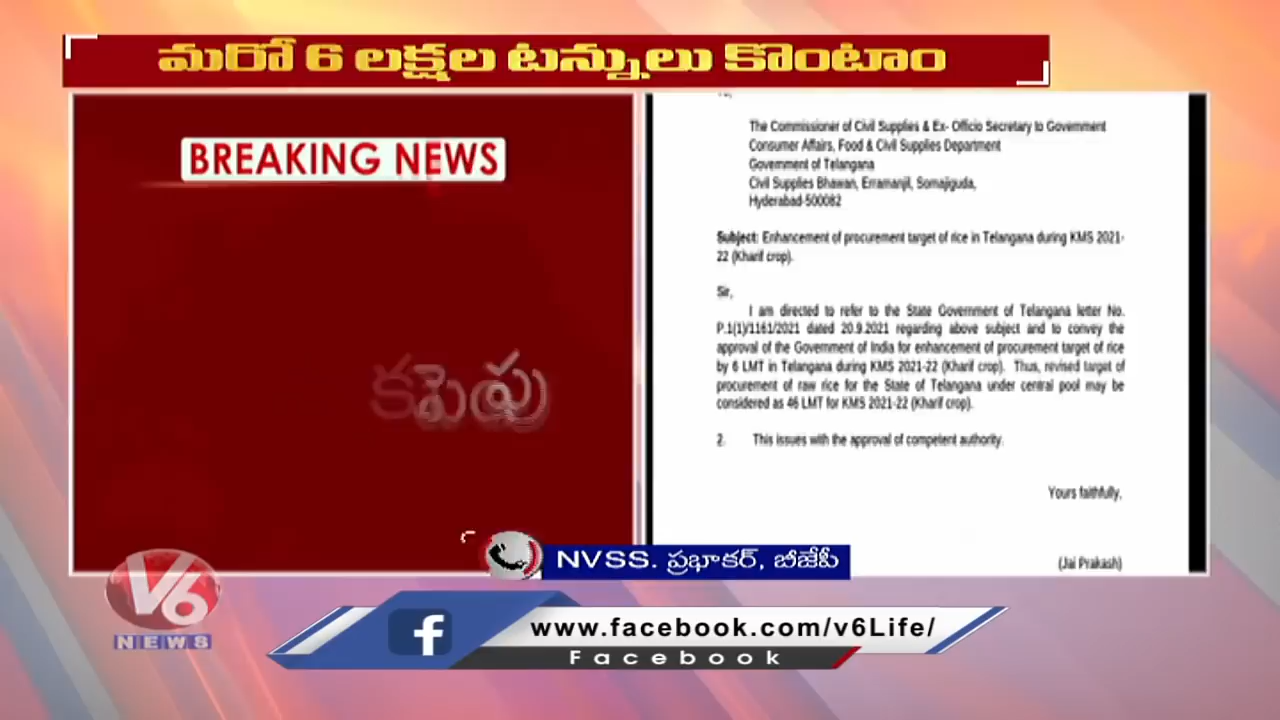 మరో 6 లక్షల టన్నులు కొంటాం
BREAKING NEWS
The Commissioner of Civil Supplies & Ex- Officio Secretary to Government
Consumer Affairs, Food & Civil Supplies Department
Government of Telangana
Civil Supplies Bhawan, Erramanjil, Somajiguda,
Hyderabad-500082
Subject: Enhancement of procurement target of rice in Telangana during KMS 2021-
22 (Kharif crop).
Sir,
I am directed to refer to the State Government of Telangana letter No.
P.1(1)/1161/2021 dated 20.9.2021 regarding above subject and to convey the
approval of the Government of India for enhancement of procurement target of rice
by 6 LMT in Telangana during KMS 2021-22 (Kharif crop). Thus, revised target of
procurement of raw rice for the State of Telangana under central pool may be
considered as 46 LMT for KMS 2021-22 (Kharif crop).
2. This issues with the approval of competent authority.
Yours faithfully,
(Jai Prakash)
NVSS. ప్రభాకర్, బీజేపీ
V6
NEWS
www.facebook.com/v6Life/
Facebook